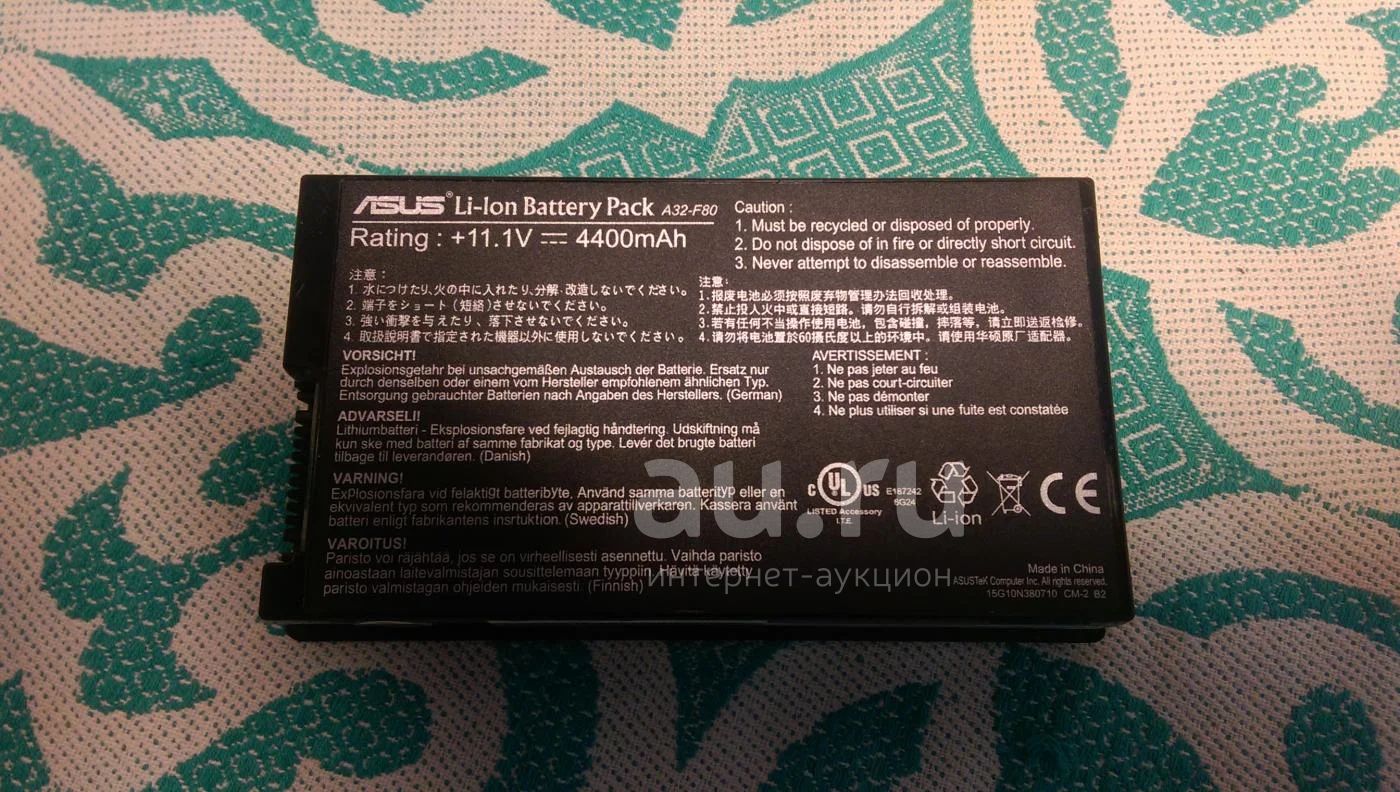 ASUS® Li-Ion Battery Pack A32-F80
Rating : +11.1V ⎓ 4400mAh
Caution :
1. Must be recycled or disposed of properly.
2. Do not dispose of in fire or directly short circuit.
3. Never attempt to disassemble or reassemble.
注意：
1. 水につけたり、火の中に入れたり、分解・改造しないでください。
2. 端子をショート（短絡）させないでください。
3. 強い衝撃を与えたり、落下させないでください。
4. 取扱説明書で指定された機器以外に使用しないでください。
注意:
1.报废电池必须按照废弃物管理办法回收处理。
2.禁止投入火中或直接短路。请勿自行拆解或组装电池。
3.若有任何不当操作使用电池，包含碰撞，摔落等，请立即送返检修。
4.请勿将电池置於60摄氏度以上的环境中。请使用华硕原厂适配器。
VORSICHT!
Explosionsgetahr bei unsachgemäßen Austausch der Batterie. Ersatz nur
durch denselben oder einem vom Hersteller empfohlenem ähnlichen Typ.
Entsorgung gebrauchter Batterien nach Angaben des Herstellers. (German)
AVERTISSEMENT :
1. Ne pas jeter au feu
2. Ne pas court-circuiter
3. Ne pas démonter
4. Ne plus utiliser si une fuite est constatée
ADVARSELI!
Lithiumbatteri - Eksplosionsfare ved fejlagtig håndtering. Udskiftning må
kun ske med batteri af samme fabrikat og type. Levér det brugte batteri
tilbage til leverandøren. (Danish)
VARNING!
Explosionsfara vid felaktigt batteribyte, Använd samma batterityp eller en
ekvivalent typ som rekommenderas av apparattillverkaren. Kassera använt
batteri enligt fabrikantens insrtuktion. (Swedish)
VAROITUS!
Paristo voi räjähtää, jos se on virheellisesti asennettu. Vaihda paristo
ainoastaan laitevalmistajan sousittelemaan tyyppiin. Hävitä käytetty
paristo valmistagan ohjeiden mukaisesti. (Finnish)
c UL US
LISTED Accessory
I.T.E.
E187242
6G24
Li-ion
CE
Made in China
ASUSTeK Computer Inc. All rights reserved.
15G10N380710 CM-2 B2
au.ru
интернет-аукцион